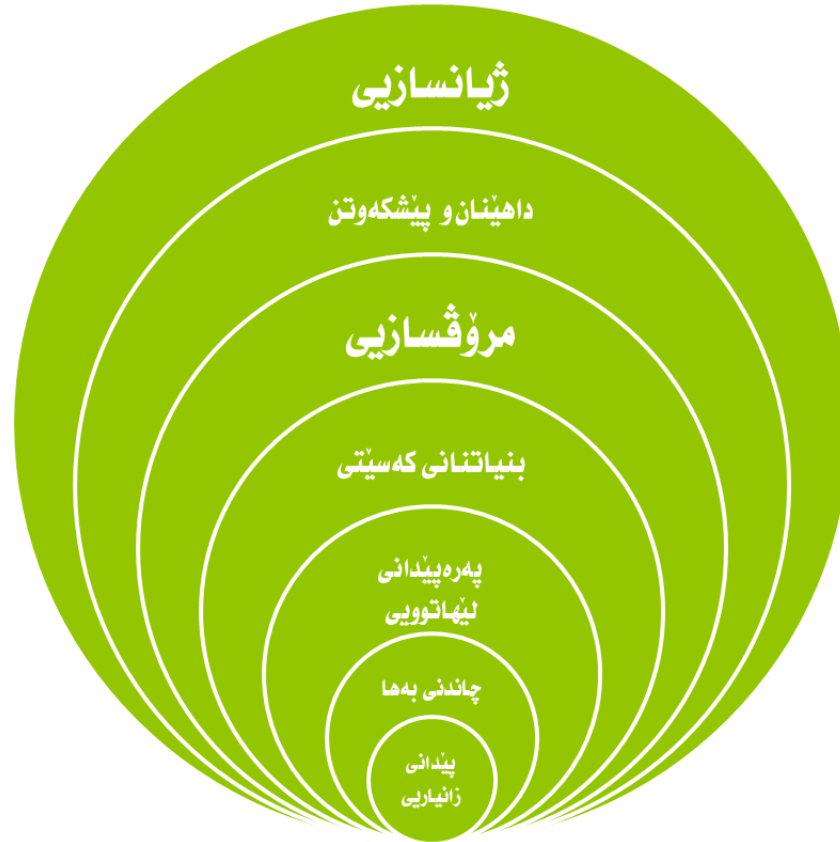 ژیانسازیی
داهێنان و پێشکەوتن
مرۆڤسازیی
بنیاتنانی کەسێتی
پەرەپێدانی
لێهاتوویی
چاندنی بەها
پێدانی
زانیاریی